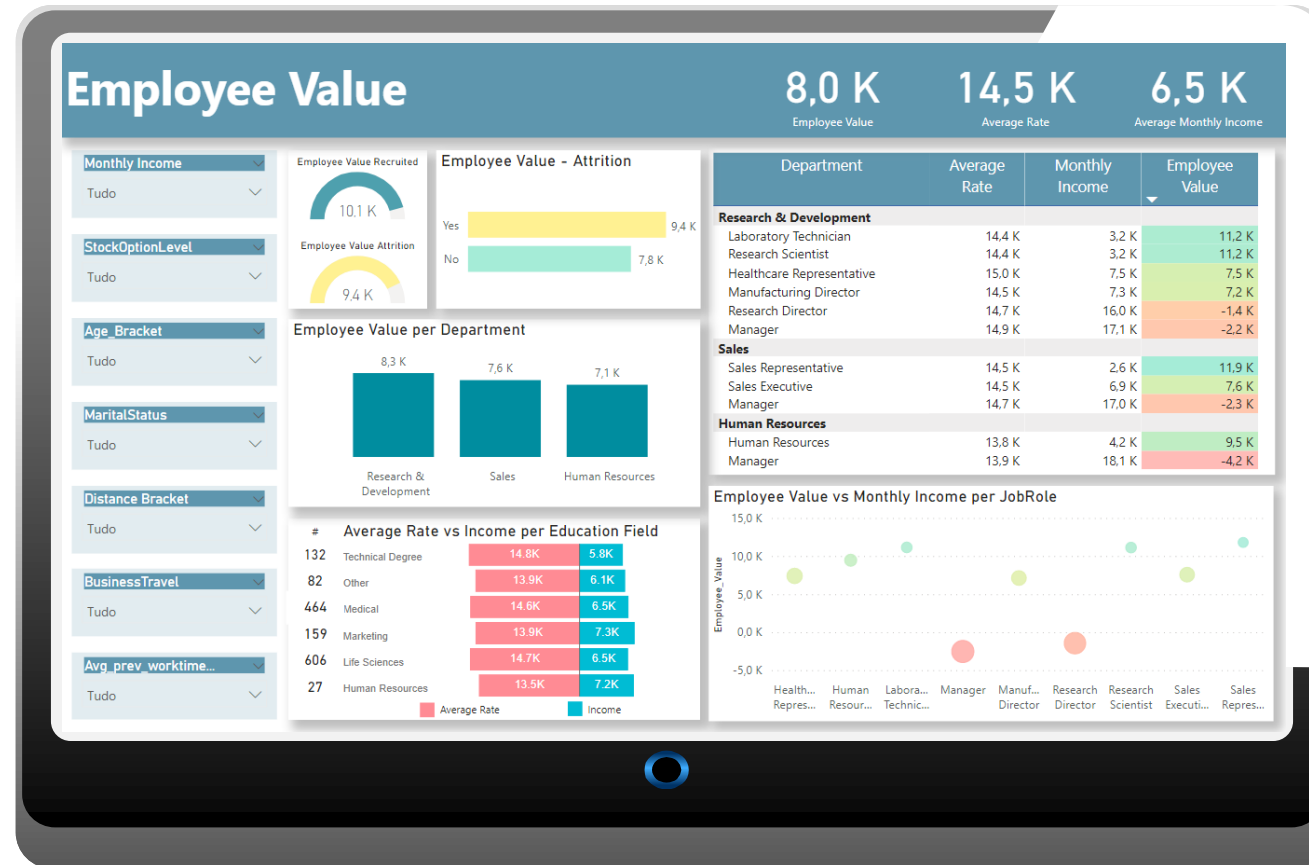 Employee Value
8,0 K
Employee Value
14,5 K
Average Rate
6,5 K
Average Monthly Income
Monthly Income
Tudo
StockOptionLevel
Tudo
Age_Bracket
Tudo
MaritalStatus
Tudo
Distance Bracket
Tudo
BusinessTravel
Tudo
Avg_prev_worktime...
Tudo
Employee Value Recruited
10.1 K
Employee Value Attrition
9.4 K
Employee Value - Attrition
Yes 9,4 K
No 7,8 K
Employee Value per Department
8,3 K 7,6 K 7,1 K
Research & Sales Human Resources
Development
# Average Rate vs Income per Education Field
132 Technical Degree 14.8K 5.8K
82 Other 13.9K 6.1K
464 Medical 14.6K 6.5K
159 Marketing 13.9K 7.3K
606 Life Sciences 14.7K 6.5K
27 Human Resources 13.5K 7.2K
Average Rate Income
Department Average Monthly Employee
Rate Income Value
Research & Development
Laboratory Technician 14,4 K 3,2 K 11,2 K
Research Scientist 14,4 K 3,2 K 11,2 K
Healthcare Representative 15,0 K 7,5 K 7,5 K
Manufacturing Director 14,5 K 7,3 K 7,2 K
Research Director 14,7 K 16,0 K -1,4 K
Manager 14,9 K 17,1 K -2,2 K
Sales
Sales Representative 14,5 K 2,6 K 11,9 K
Sales Executive 14,5 K 6,9 K 7,6 K
Manager 14,7 K 17,0 K -2,3 K
Human Resources
Human Resources 13,8 K 4,2 K 9,5 K
Manager 13,9 K 18,1 K -4,2 K
Employee Value vs Monthly Income per JobRole
Employee_Value
15,0 K
10,0 K
5,0 K
0,0 K
-5,0 K
Health... Human Labora... Manager Manuf... Research Research Sales Sales
Repres... Resour... Technic... Director Director Scientist Executi... Repres...